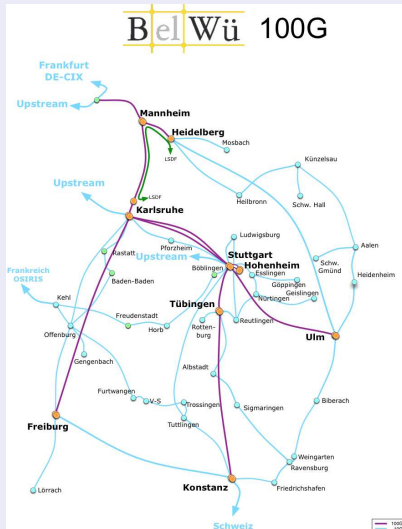 BelWü 100G
Frankfurt
DE-CIX
Upstream
Mannheim
Heidelberg
LSDF
Mosbach
Künzelsau
Upstream
LSDF
Heilbronn
Schw. Hall
Karlsruhe
Ludwigsburg
Pforzheim
Stuttgart
Hohenheim
Aalen
Rastatt
Upstream
Böblingen
Esslingen
Schw.
Gmünd
Frankreich
OSIRIS
Baden-Baden
Göppingen
Geislingen
Heidenheim
Kehl
Nürtingen
Tübingen
Freudenstadt
Horb
Rotten-
burg
Reutlingen
Offenburg
Ulm
Gengenbach
Albstadt
Furtwangen
V-S
Trossingen
Sigmaringen
Biberach
Freiburg
Tuttlingen
Weingarten
Ravensburg
Konstanz
Friedrichshafen
Lörrach
Schweiz